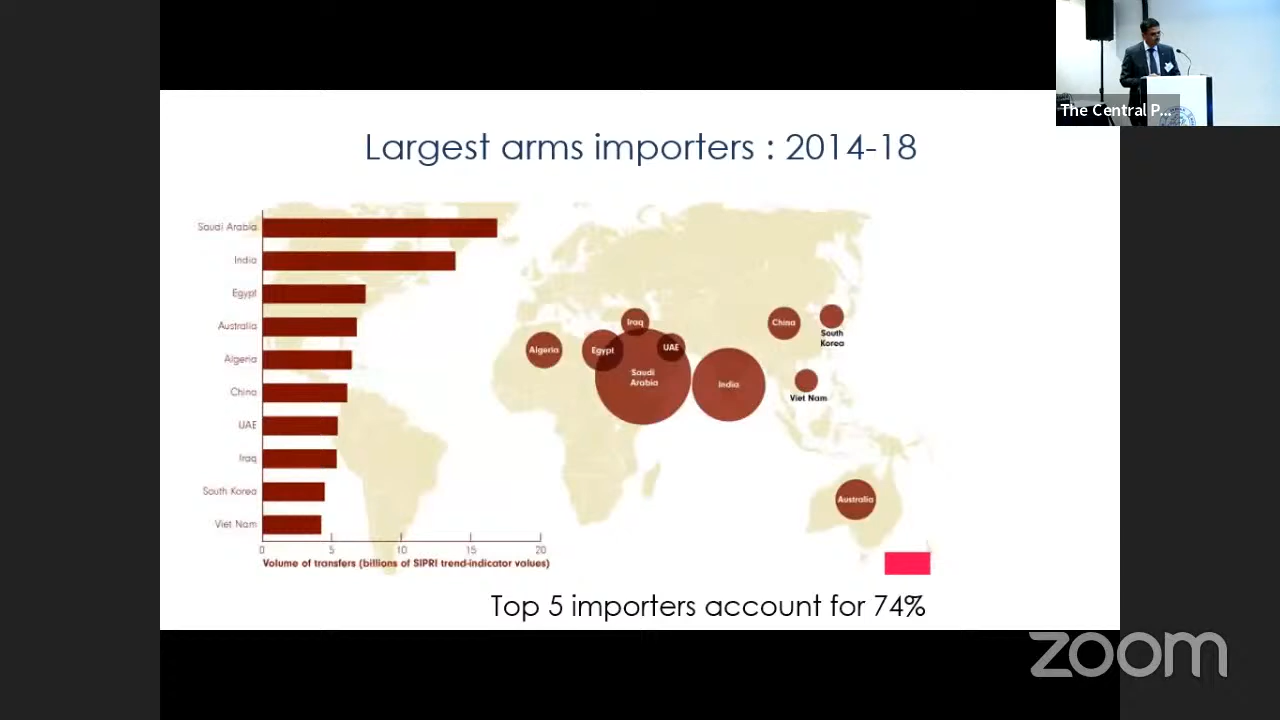 The Central P...
Largest arms importers : 2014-18
Saudi Arabia
India
Egypt
Australia
Algeria
China
UAE
Iraq
South Korea
Viet Nam
0 5 10 15 20
Volume of transfers (billions of SIPRI trend-indicator values)
Iraq
China
South
Korea
Algeria
Egypt
UAE
Saudi
Arabia
India
Viet Nam
Australia
Top 5 importers account for 74%
zoom